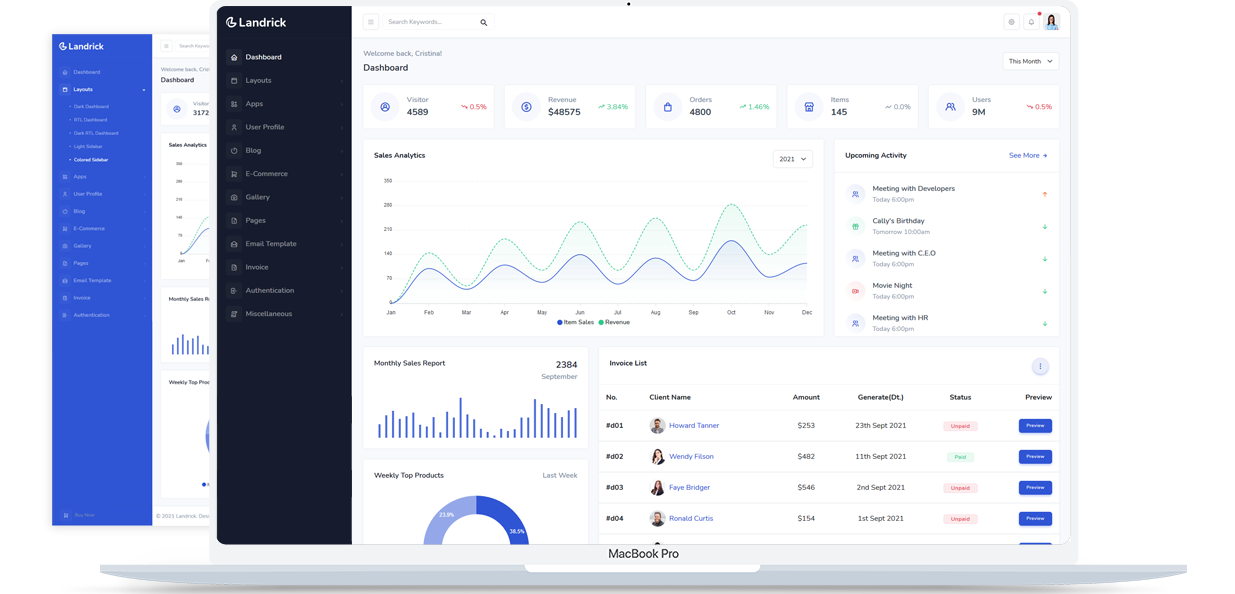 Landrick
Search Keywor
Dashboard
Layouts
Dark Dashboard
RTL Dashboard
Dark RTL Dashboard
Light Sidebar
Colored Sidebar
Apps
User Profile
Blog
E-Commerce
Gallery
Pages
Email Template
Invoice
Authentication
Buy Now
Welcome back, Cris
Dashboard
Visitor
3172
Sales Analytics
350
280
210
140
70
0
Jan
Monthly Sales R
Weekly Top Proc
© 2021 Landrick. Desi
Landrick
Dashboard
Layouts
Apps
User Profile
Blog
E-Commerce
Gallery
Pages
Email Template
Invoice
Authentication
Miscellaneous
Search Keywords...
Welcome back, Cristina!
Dashboard
This Month
Visitor
4589
0.5%
Revenue
$48575
3.84%
Orders
4800
1.46%
Items
145
0.0%
Users
9M
0.5%
Sales Analytics
2021
350
280
210
140
70
0
Jan Feb Mar Apr May Jun Jul Aug Sep Oct Nov Dec
Item Sales Revenue
Upcoming Activity
See More
Meeting with Developers
Today 6:00pm
Cally's Birthday
Tomorrow 10:00am
Meeting with C.E.O
Today 6:00pm
Movie Night
Today 6:00pm
Meeting with HR
Today 6:00pm
Monthly Sales Report
2384
September
Weekly Top Products
Last Week
23.9%
38.5%
Invoice List
No. Client Name Amount Generate(Dt.) Status Preview
#d01 Howard Tanner $253 23th Sept 2021 Unpaid Preview
#d02 Wendy Filson $482 11th Sept 2021 Paid Preview
#d03 Faye Bridger $546 2nd Sept 2021 Unpaid Preview
#d04 Ronald Curtis $154 1st Sept 2021 Unpaid Preview
MacBook Pro